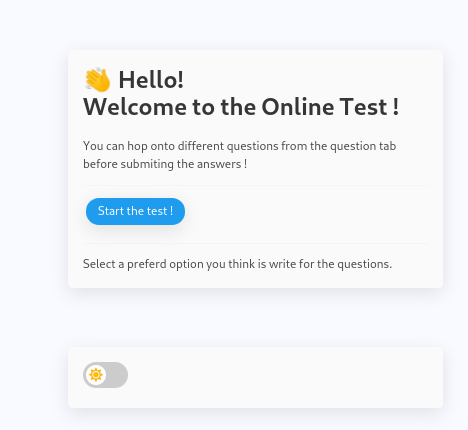 👋 Hello!
Welcome to the Online Test !
You can hop onto different questions from the question tab
before submiting the answers !
Start the test !
Select a preferd option you think is write for the questions.